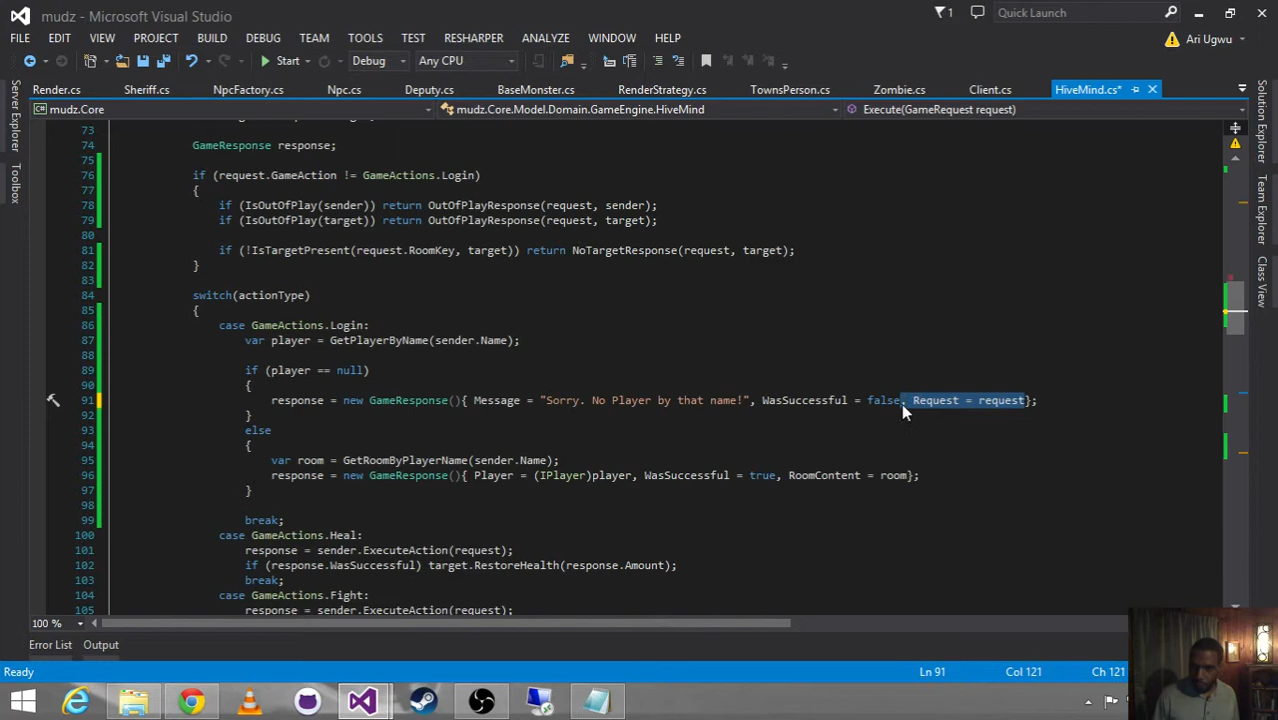 mudz - Microsoft Visual Studio
1
Quick Launch
FILE EDIT VIEW PROJECT BUILD DEBUG TEAM TOOLS TEST RESHARPER ANALYZE WINDOW HELP
Ari Ugwu
Start Debug Any CPU
Render.cs Sheriff.cs NpcFactory.cs Npc.cs Deputy.cs BaseMonster.cs RenderStrategy.cs TownsPerson.cs Zombie.cs Client.cs HiveMind.cs*
mudz.Core mudz.Core.Model.Domain.GameEngine.HiveMind Execute(GameRequest request)
Server Explorer
Toolbox
Solution Explorer
Team Explorer
Class View
73
74 GameResponse response;
75
76 if (request.GameAction != GameActions.Login)
77 {
78 if (IsOutOfPlay(sender)) return OutOfPlayResponse(request, sender);
79 if (IsOutOfPlay(target)) return OutOfPlayResponse(request, target);
80
81 if (!IsTargetPresent(request.RoomKey, target)) return NoTargetResponse(request, target);
82 }
83
84 switch(actionType)
85 {
86 case GameActions.Login:
87 var player = GetPlayerByName(sender.Name);
88
89 if (player == null)
90 {
91 response = new GameResponse(){ Message = "Sorry. No Player by that name!", WasSuccessful = false, Request = request};
92 }
93 else
94 {
95 var room = GetRoomByPlayerName(sender.Name);
96 response = new GameResponse(){ Player = (IPlayer)player, WasSuccessful = true, RoomContent = room};
97 }
98
99 break;
100 case GameActions.Heal:
101 response = sender.ExecuteAction(request);
102 if (response.WasSuccessful) target.RestoreHealth(response.Amount);
103 break;
104 case GameActions.Fight:
105 response = sender.ExecuteAction(request);
100 %
Error List Output
Ready Ln 91 Col 121 Ch 121